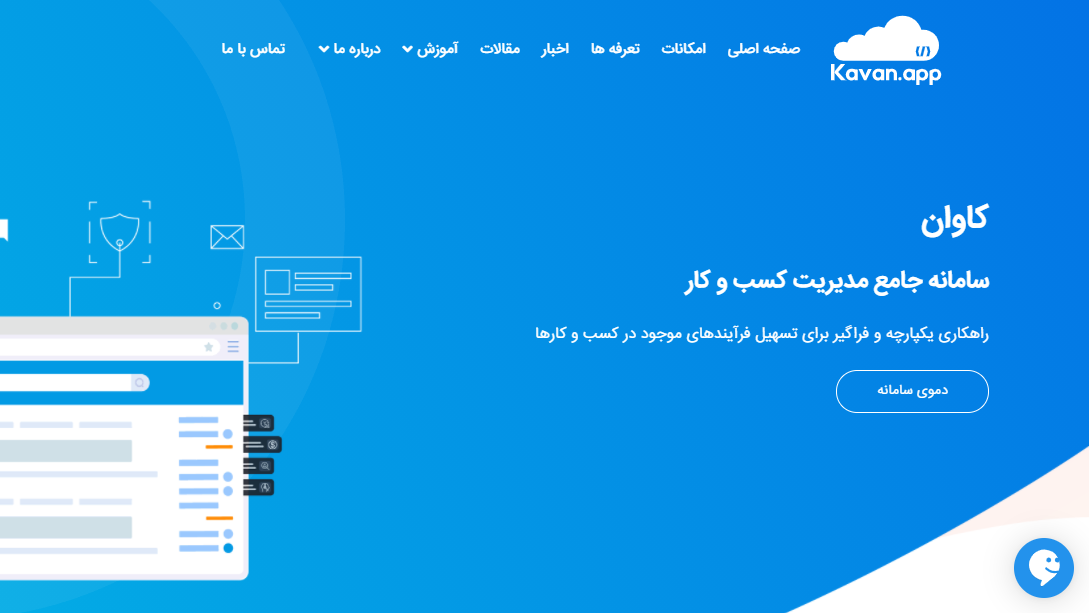 Kavan.app
صفحه اصلی
امکانات
تعرفه ها
اخبار
مقالات
آموزش
درباره ما
تماس با ما
کاوان
سامانه جامع مدیریت کسب و کار
راهکاری یکپارچه و فراگیر برای تسهیل فرآیندهای موجود در کسب و کارها
دموی سامانه